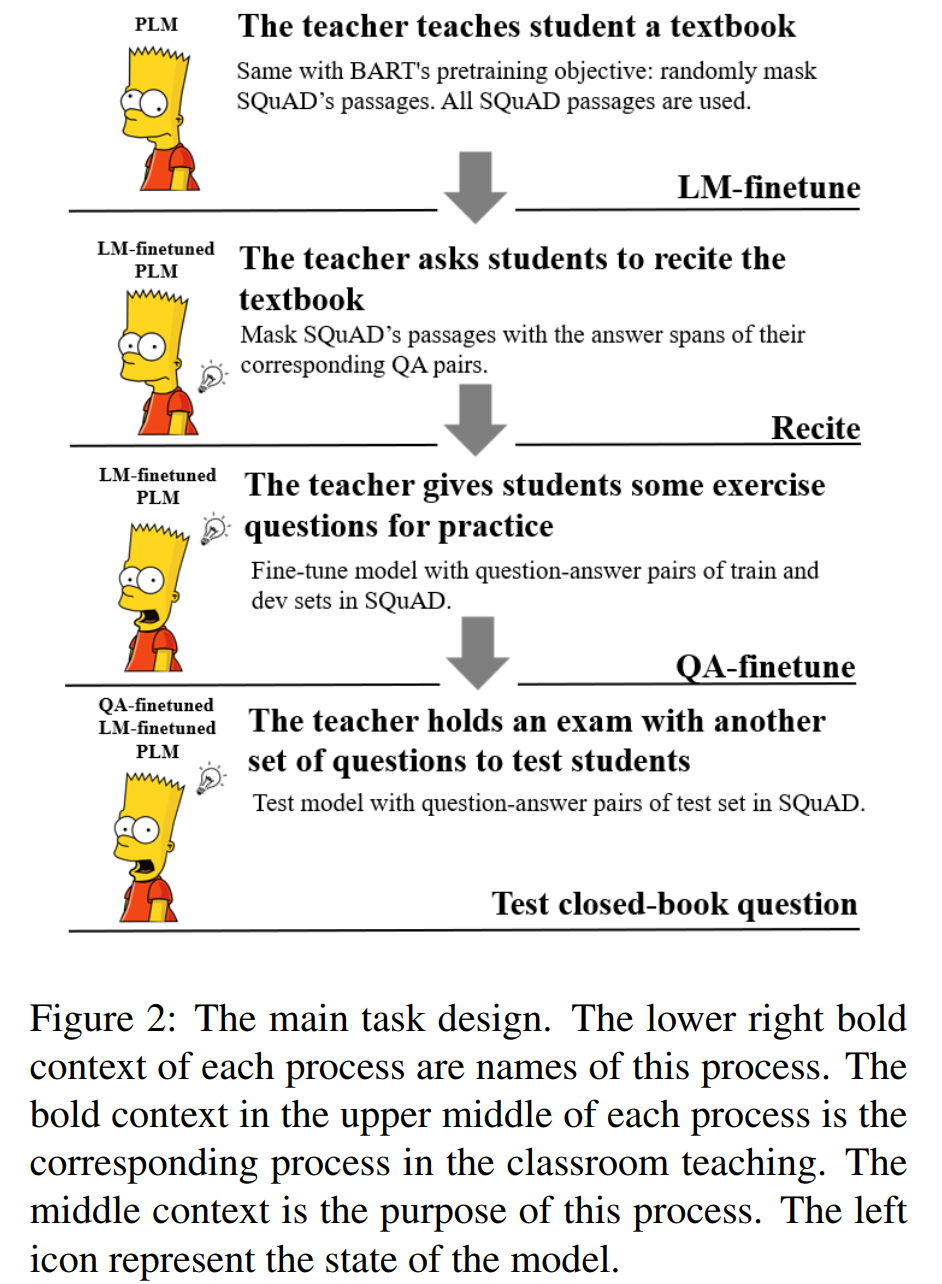 PLM
The teacher teaches student a textbook
Same with BART's pretraining objective: randomly mask
SQuAD’s passages. All SQuAD passages are used.
LM-finetune
LM-finetuned
PLM
The teacher asks students to recite the
textbook
Mask SQuAD’s passages with the answer spans of their
corresponding QA pairs.
Recite
LM-finetuned
PLM
The teacher gives students some exercise
questions for practice
Fine-tune model with question-answer pairs of train and
dev sets in SQuAD.
QA-finetune
QA-finetuned
LM-finetuned
PLM
The teacher holds an exam with another
set of questions to test students
Test model with question-answer pairs of test set in SQuAD.
Test closed-book question
Figure 2: The main task design. The lower right bold
context of each process are names of this process. The
bold context in the upper middle of each process is the
corresponding process in the classroom teaching. The
middle context is the purpose of this process. The left
icon represent the state of the model.